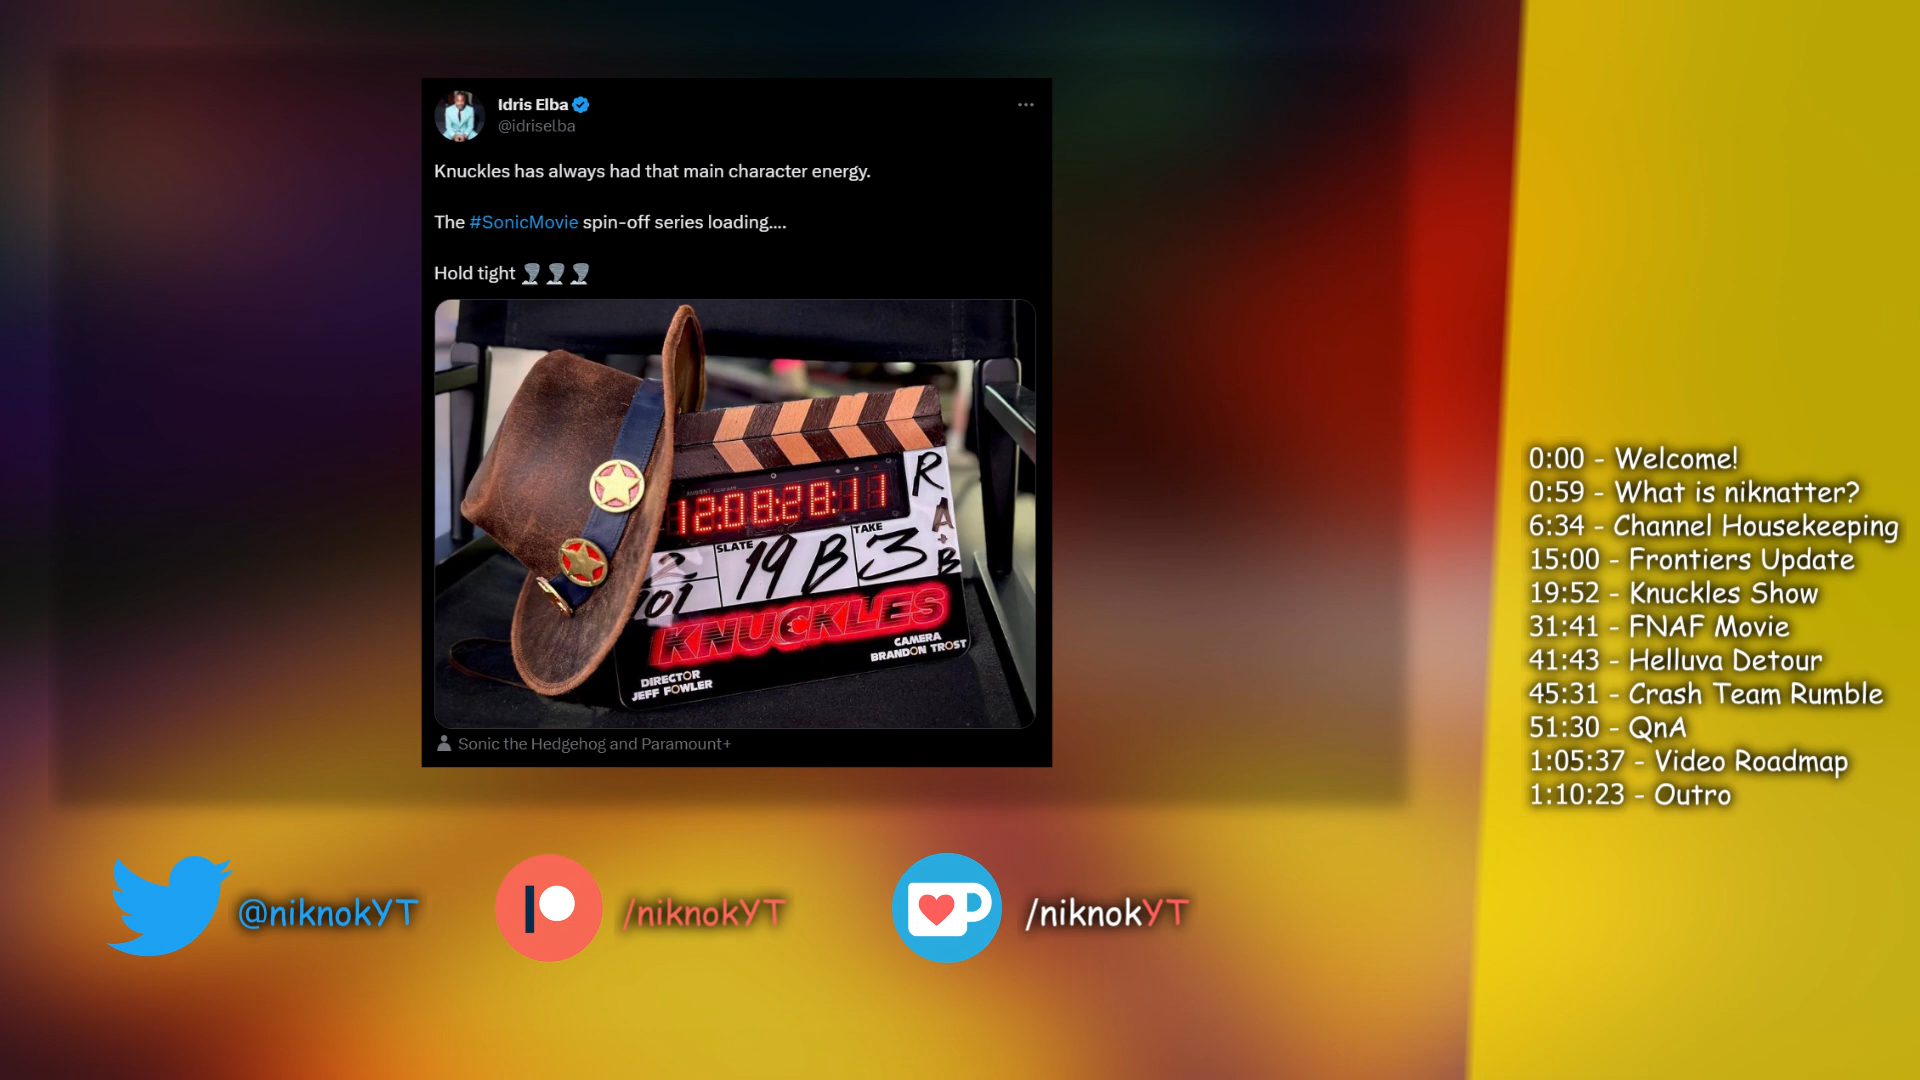 Idris Elba
@idriselba
Knuckles has always had that main character energy.
The #SonicMovie spin-off series loading....
Hold tight
12:08:28:11
R
A
+
B
SLATE
TAKE
2
101
19B
3
KNUCKLES
DIRECTOR
JEFF FOWLER
CAMERA
BRANDON TROST
Sonic the Hedgehog and Paramount+
0:00 - Welcome!
0:59 - What is niknatter?
6:34 - Channel Housekeeping
15:00 - Frontiers Update
19:52 - Knuckles Show
31:41 - FNAF Movie
41:43 - Helluva Detour
45:31 - Crash Team Rumble
51:30 - QnA
1:05:37 - Video Roadmap
1:10:23 - Outro
@niknokYT
/niknokYT
/niknokYT